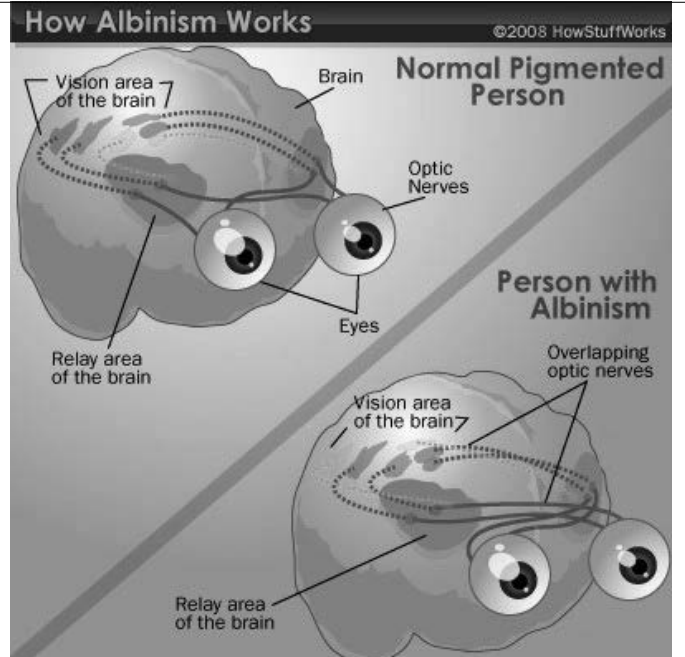 How Albinism Works
©2008 HowStuffWorks
Normal Pigmented
Person
Vision area
of the brain
Brain
Optic
Nerves
Eyes
Relay area
of the brain
Person with
Albinism
Overlapping
optic nerves
Vision area
of the brain
Relay area
of the brain